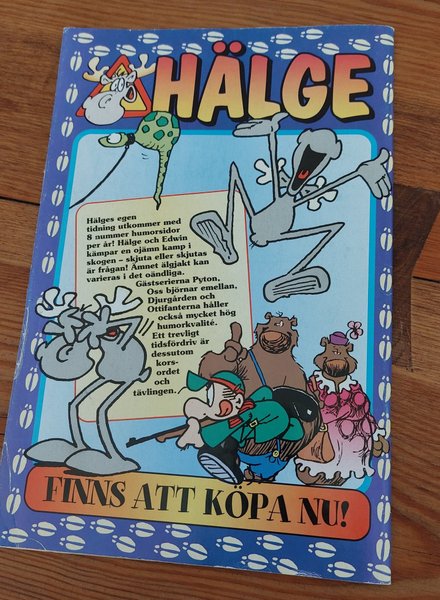 HÄLGE
Hälges egen
tidning utkommer med
8 nummer humorsidor
per år! Hälge och Edwin
kämpar en ojämn kamp i
skogen – skjuta eller skjutas
är frågan! Ämnet älgjakt kan
varieras i det oändliga.
Gästserierna Pyton,
Oss björnar emellan,
Djurgården och
Ottifanterna håller
också mycket hög
humorkvalité.
Ett trevligt
tidsfördriv är
dessutom
kors-
ordet
och
tävlingen.
FINNS ATT KÖPA NU!